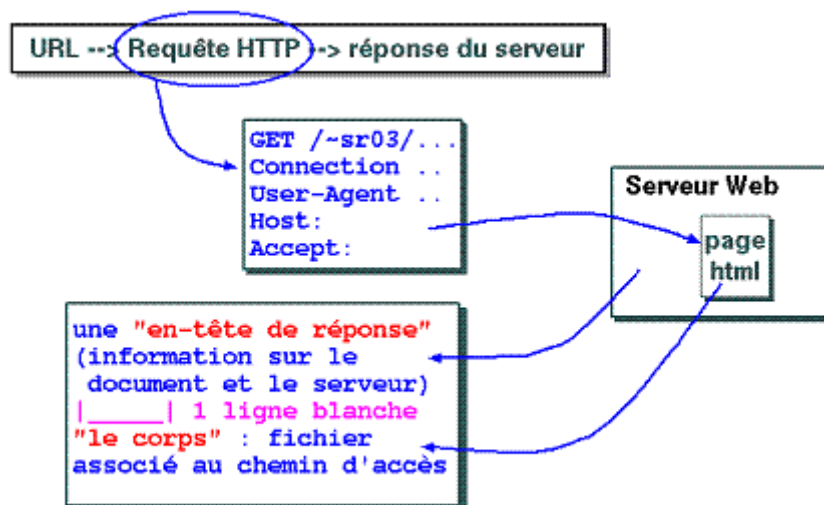 URL --> Requête HTTP --> réponse du serveur
GET /~sr03/...
Connection ..
User-Agent ..
Host:
Accept:
Serveur Web
page
html
une "en-tête de réponse"
(information sur le
document et le serveur)
|_____| 1 ligne blanche
"le corps" : fichier
associé au chemin d'accès